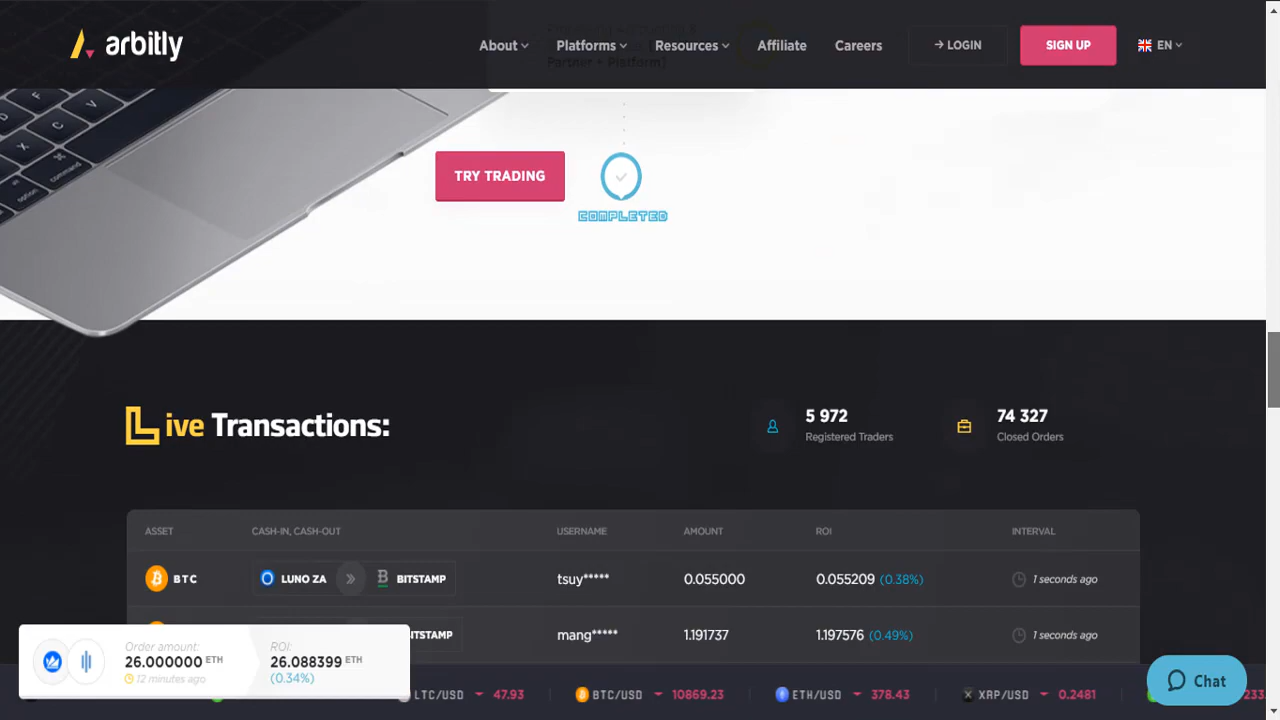 arbitly
About
Platforms
Resources
Affiliate
Careers
LOGIN
SIGN UP
EN
Partner • Platform)
command
option
TRY TRADING
COMPLETED
Live Transactions:
5 972
Registered Traders
74 327
Closed Orders
ASSET CASH-IN, CASH-OUT USERNAME AMOUNT ROI INTERVAL
BTC LUNO ZA BITSTAMP tsuy***** 0.055000 0.055209 (0.38%) 1 seconds ago
ITSTAMP mang***** 1.191737 1.197576 (0.49%) 1 seconds ago
Order amount:
26.000000 ETH
12 minutes ago
ROI:
26.088399 ETH
(0.34%)
LTC/USD 47.93 BTC/USD 10869.23 ETH/USD 378.43 XRP/USD 0.2481 233.
Chat